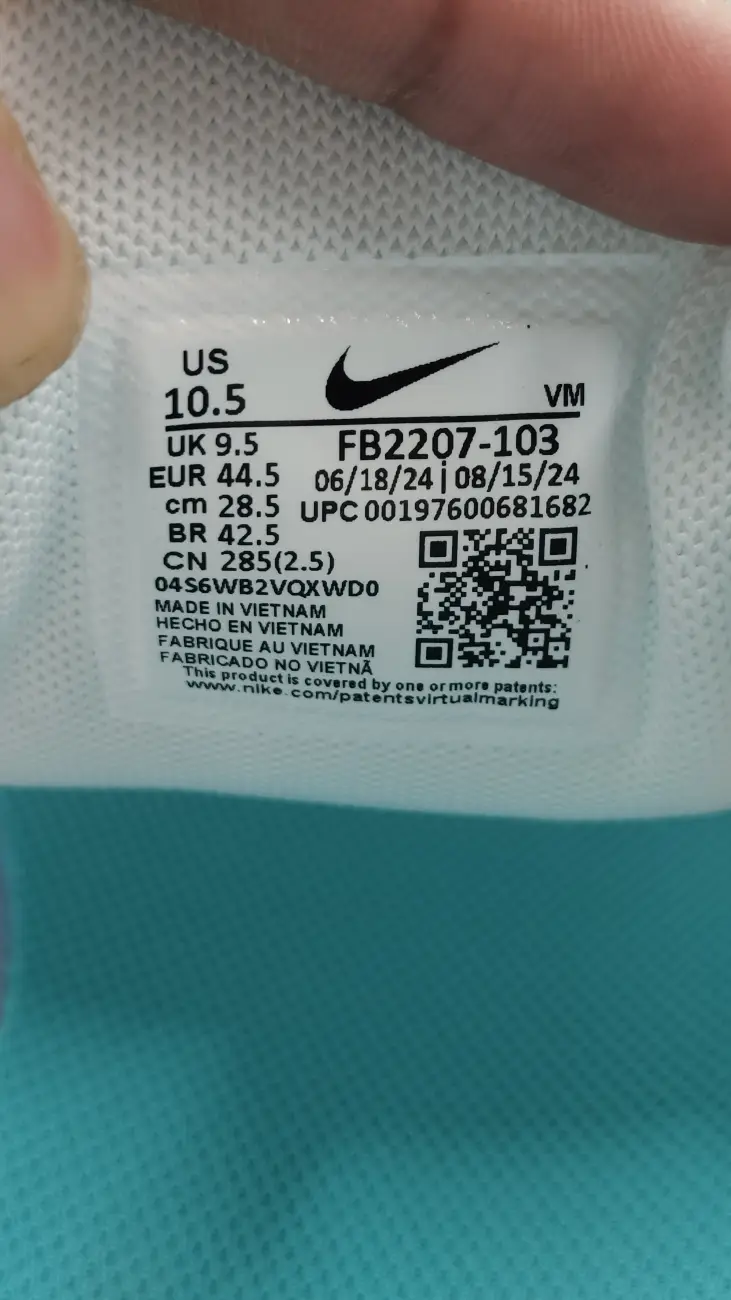 US
10.5
VM
UK 9.5
FB2207-103
EUR 44.5
06/18/24 | 08/15/24
cm 28.5
UPC 00197600681682
BR 42.5
CN 285(2.5)
04S6WB2VQXWD0
MADE IN VIETNAM
HECHO EN VIETNAM
FABRIQUE AU VIETNAM
FABRICADO NO VIETNÃ
This product is covered by one or more patents:
www.nike.com/patentsvirtualmarking